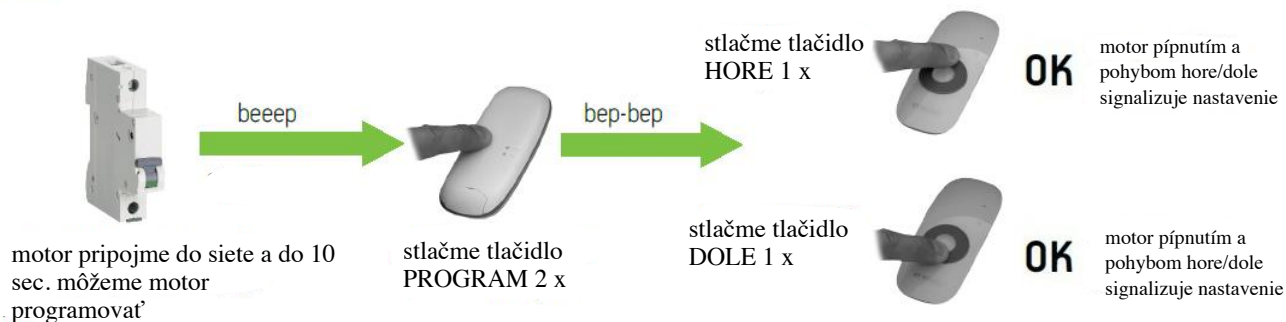 motor pripojme do siete a do 10
sec. môžeme motor
programovať
beeep
stlačme tlačidlo
PROGRAM 2 x
bep-bep
stlačme tlačidlo
HORE 1 x
OK
motor pípnutím a
pohybom hore/dole
signalizuje nastavenie
stlačme tlačidlo
DOLE 1 x
OK
motor pípnutím a
pohybom hore/dole
signalizuje nastavenie